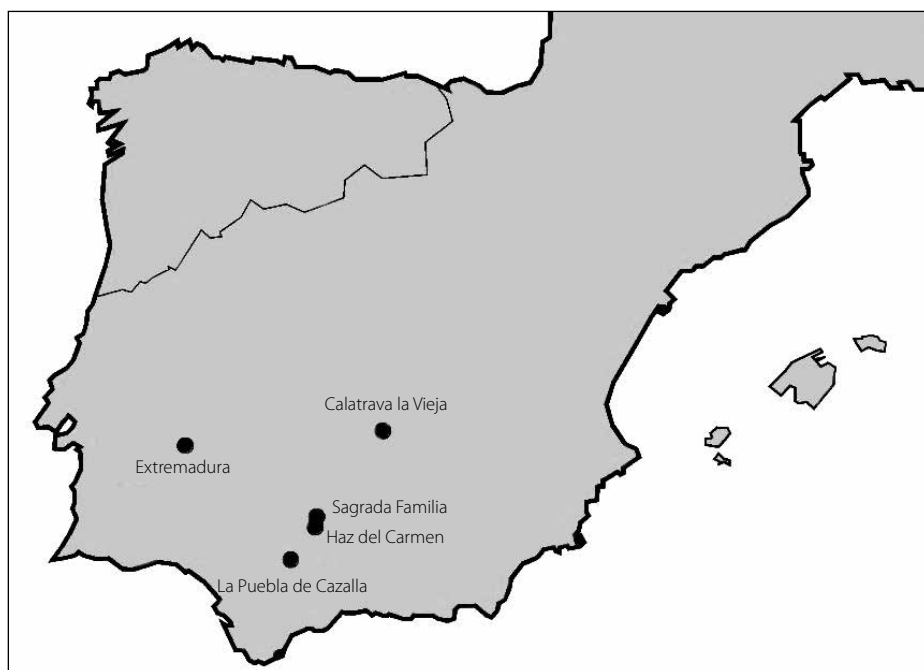 Calatrava la Vieja
Extremadura
Sagrada Familia
Haz del Carmen
La Puebla de Cazalla